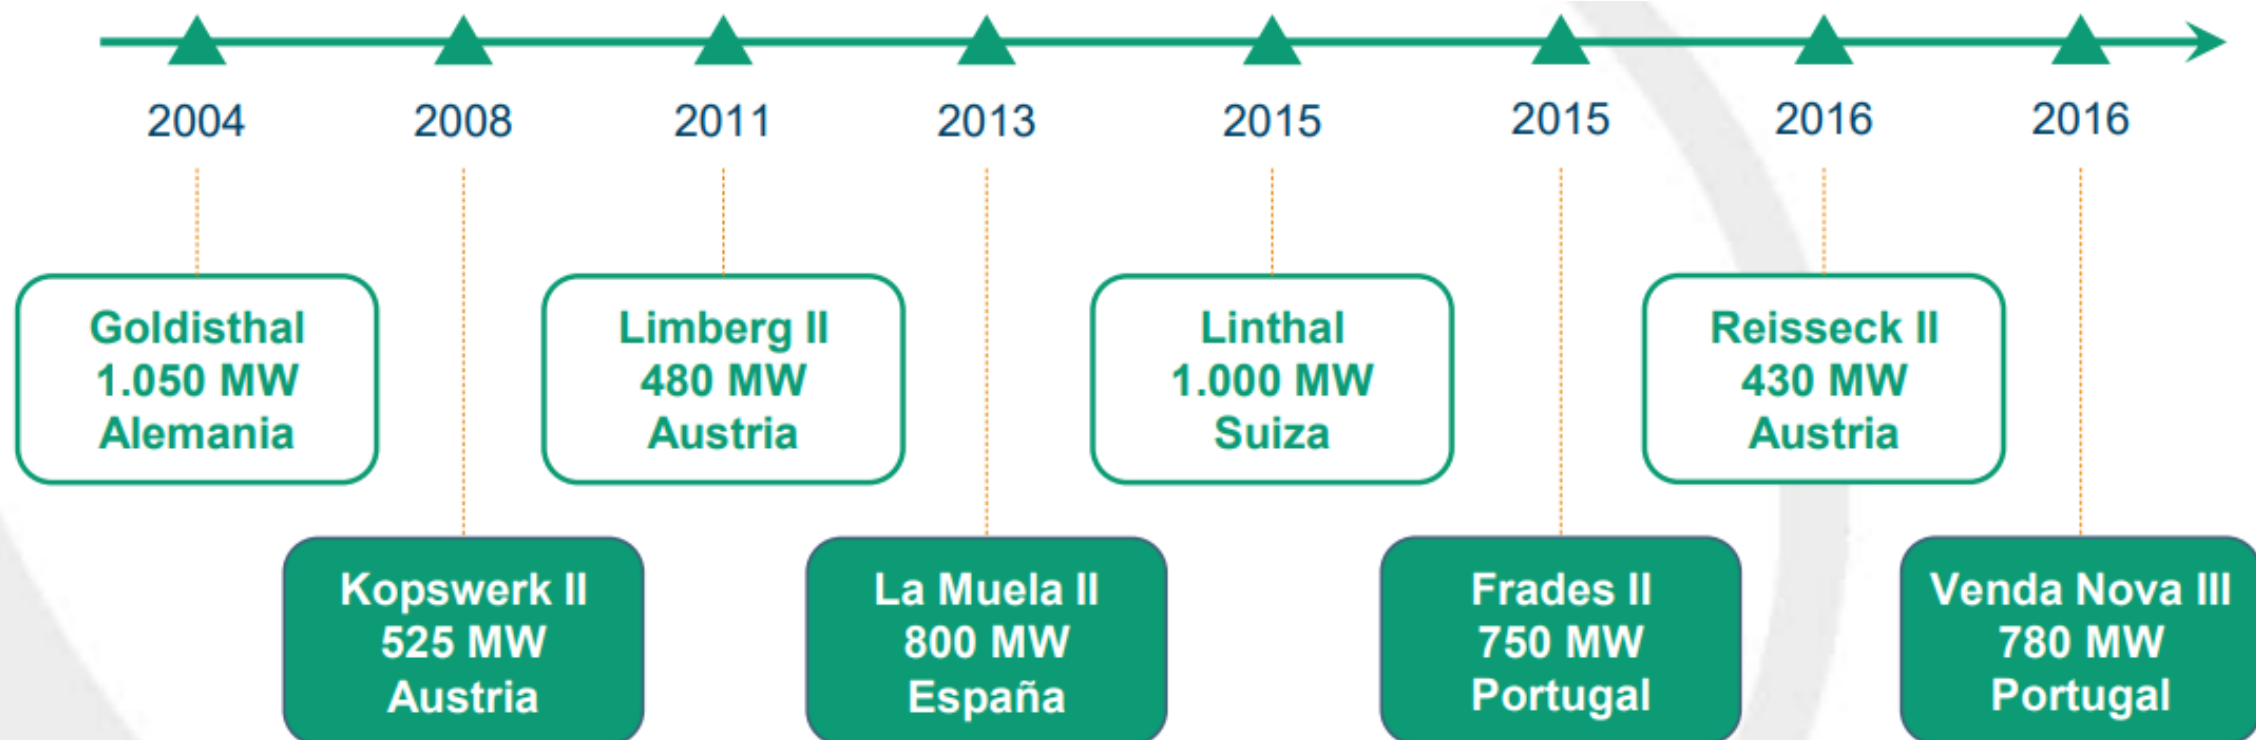 2004
2008
2011
2013
2015
2015
2016
2016
Goldisthal
1.050 MW
Alemania
Limberg II
480 MW
Austria
Linthal
1.000 MW
Suiza
Reisseck II
430 MW
Austria
Kopswerk II
525 MW
Austria
La Muela II
800 MW
España
Frades II
750 MW
Portugal
Venda Nova III
780 MW
Portugal